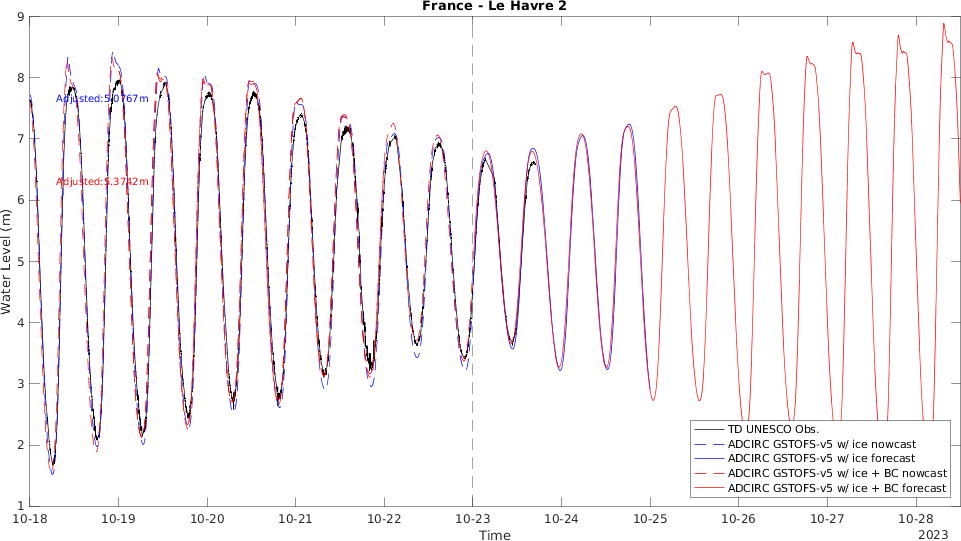 France - Le Havre 2
9
8
7
6
5
4
3
2
1
Water Level (m)
Adjusted:5.0767m
Adjusted:5.3742m
TD UNESCO Obs.
ADCIRC GSTOFS-v5 w/ ice nowcast
ADCIRC GSTOFS-v5 w/ ice forecast
ADCIRC GSTOFS-v5 w/ ice + BC nowcast
ADCIRC GSTOFS-v5 w/ ice + BC forecast
10-18 10-19 10-20 10-21 10-22 10-23 10-24 10-25 10-26 10-27 10-28
Time
2023